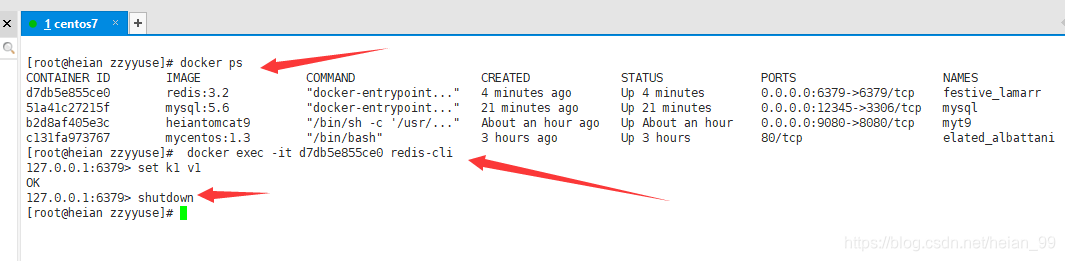 1 centos7 × +
[root@heian zzyyuse]# docker ps
CONTAINER ID IMAGE COMMAND CREATED STATUS PORTS NAMES
d7db5e855ce0 redis:3.2 "docker-entrypoint..." 4 minutes ago Up 4 minutes 0.0.0.0:6379->6379/tcp festive_lamarr
51a41c27215f mysql:5.6 "docker-entrypoint..." 21 minutes ago Up 21 minutes 0.0.0.0:12345->3306/tcp mysql
b2d8af405e3c heiantomcat9 "/bin/sh -c '/usr/..." About an hour ago Up About an hour 0.0.0.0:9080->8080/tcp myt9
c131fa973767 mycentos:1.3 "/bin/bash" 3 hours ago Up 3 hours 80/tcp elated_albattani
[root@heian zzyyuse]#  docker exec -it d7db5e855ce0 redis-cli
127.0.0.1:6379> set k1 v1
OK
127.0.0.1:6379> shutdown
[root@heian zzyyuse]#
https://blog.csdn.net/heian_99